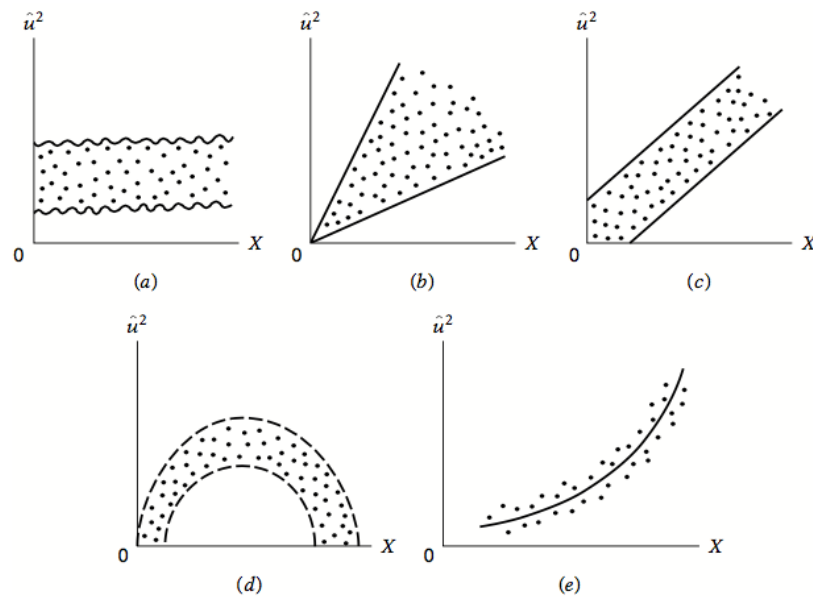 û² û² û²
0 X 0 X 0 X
(a) (b) (c)
û² û²
0 X 0 X
(d) (e)